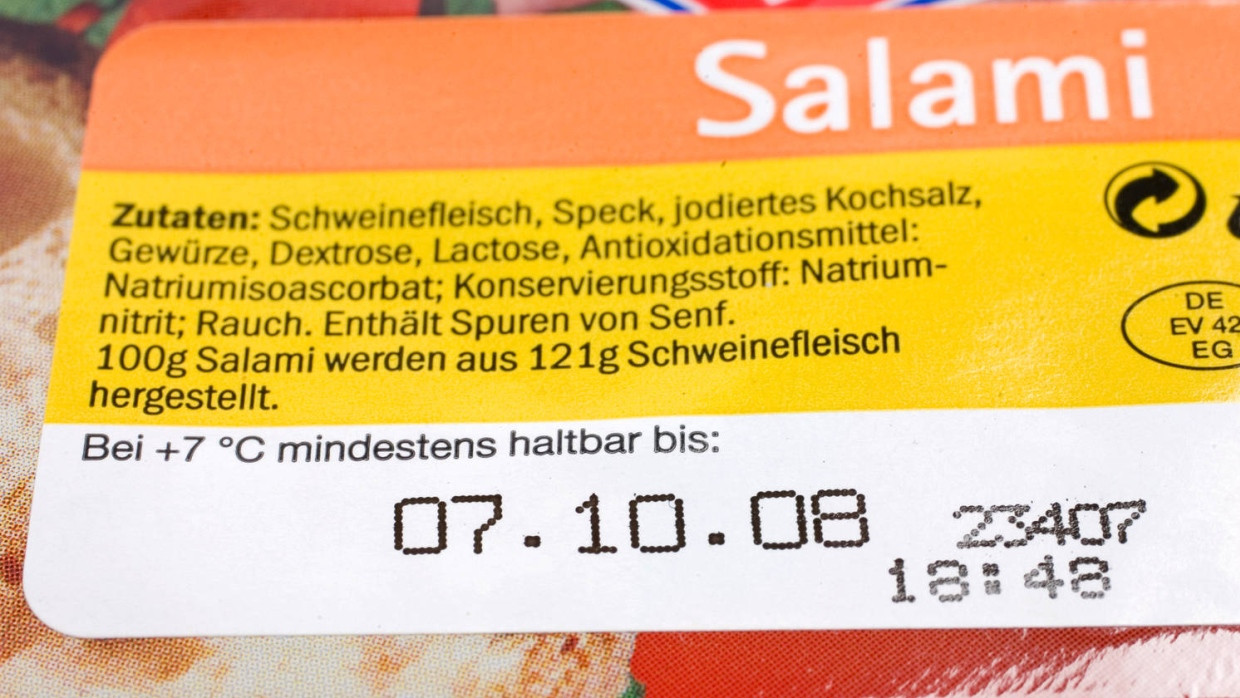 Salami
Zutaten: Schweinefleisch, Speck, jodiertes Kochsalz,
Gewürze, Dextrose, Lactose, Antioxidationsmittel:
Natriumisoascorbat; Konservierungsstoff: Natrium-
nitrit; Rauch. Enthält Spuren von Senf.
100g Salami werden aus 121g Schweinefleisch
hergestellt.
DE
EV 42
EG
Bei +7 °C mindestens haltbar bis:
07.10.08 23407
18:48